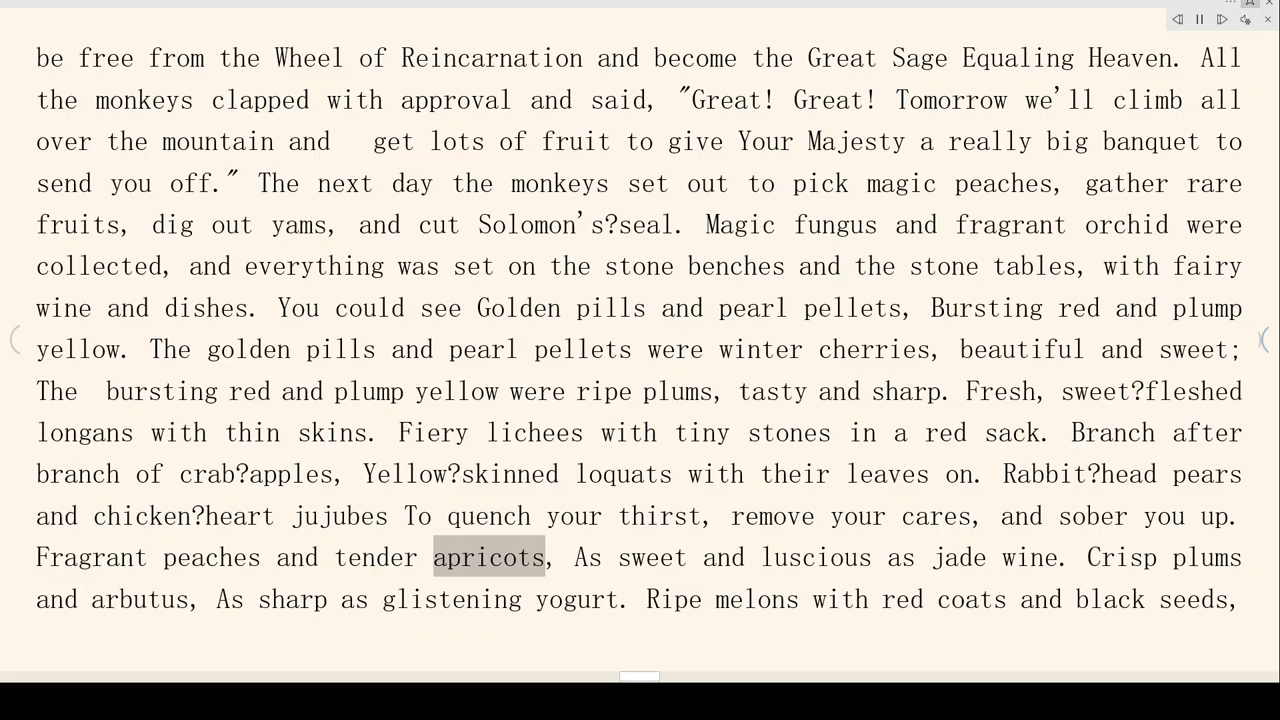 be free from the Wheel of Reincarnation and become the Great Sage Equaling Heaven. All
the monkeys clapped with approval and said, "Great! Great! Tomorrow we'll climb all
over the mountain and get lots of fruit to give Your Majesty a really big banquet to
send you off." The next day the monkeys set out to pick magic peaches, gather rare
fruits, dig out yams, and cut Solomon's?seal. Magic fungus and fragrant orchid were
collected, and everything was set on the stone benches and the stone tables, with fairy
wine and dishes. You could see Golden pills and pearl pellets, Bursting red and plump
yellow. The golden pills and pearl pellets were winter cherries, beautiful and sweet;
The bursting red and plump yellow were ripe plums, tasty and sharp. Fresh, sweet?fleshed
longans with thin skins. Fiery lichees with tiny stones in a red sack. Branch after
branch of crab?apples, Yellow?skinned loquats with their leaves on. Rabbit?head pears
and chicken?heart jujubes To quench your thirst, remove your cares, and sober you up.
Fragrant peaches and tender apricots, As sweet and luscious as jade wine. Crisp plums
and arbutus, As sharp as glistening yogurt. Ripe melons with red coats and black seeds,